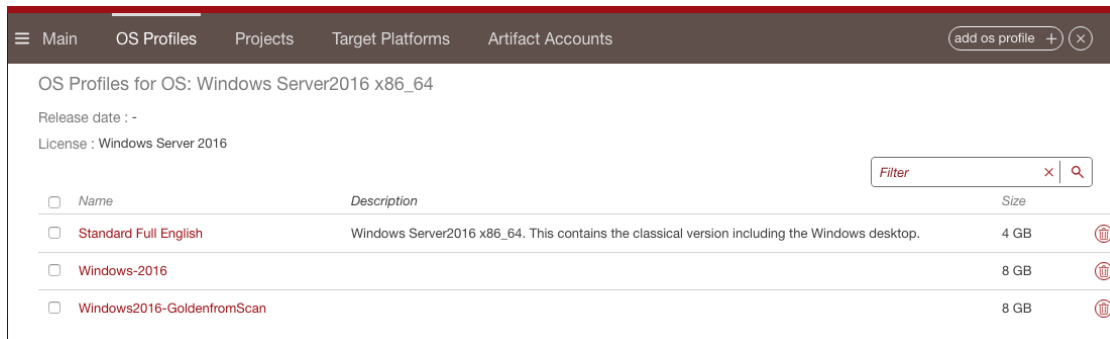 Main OS Profiles Projects Target Platforms Artifact Accounts add os profile
OS Profiles for OS: Windows Server2016 x86_64
Release date : -
License : Windows Server 2016
Filter
Name Description Size
Standard Full English Windows Server2016 x86_64. This contains the classical version including the Windows desktop. 4 GB
Windows-2016 8 GB
Windows2016-GoldenfromScan 8 GB